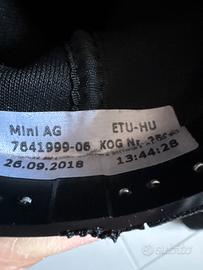 Mini AG ETU-HU
7641999-06 KOG Nr.
26.09.2018 13:44:28
subito